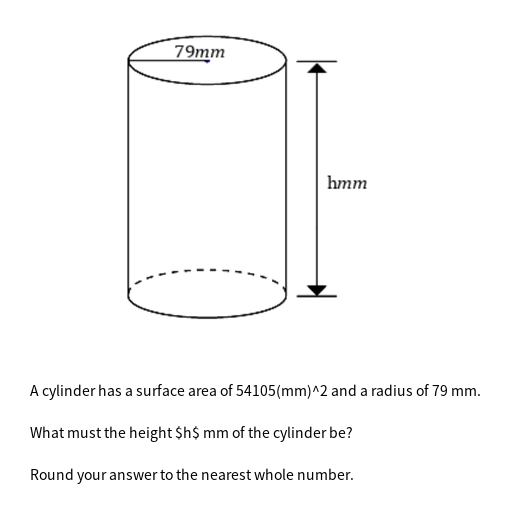 79mm
hmm
A cylinder has a surface area of 54105(mm)^2 and a radius of 79 mm.
What must the height $h$ mm of the cylinder be?
Round your answer to the nearest whole number.